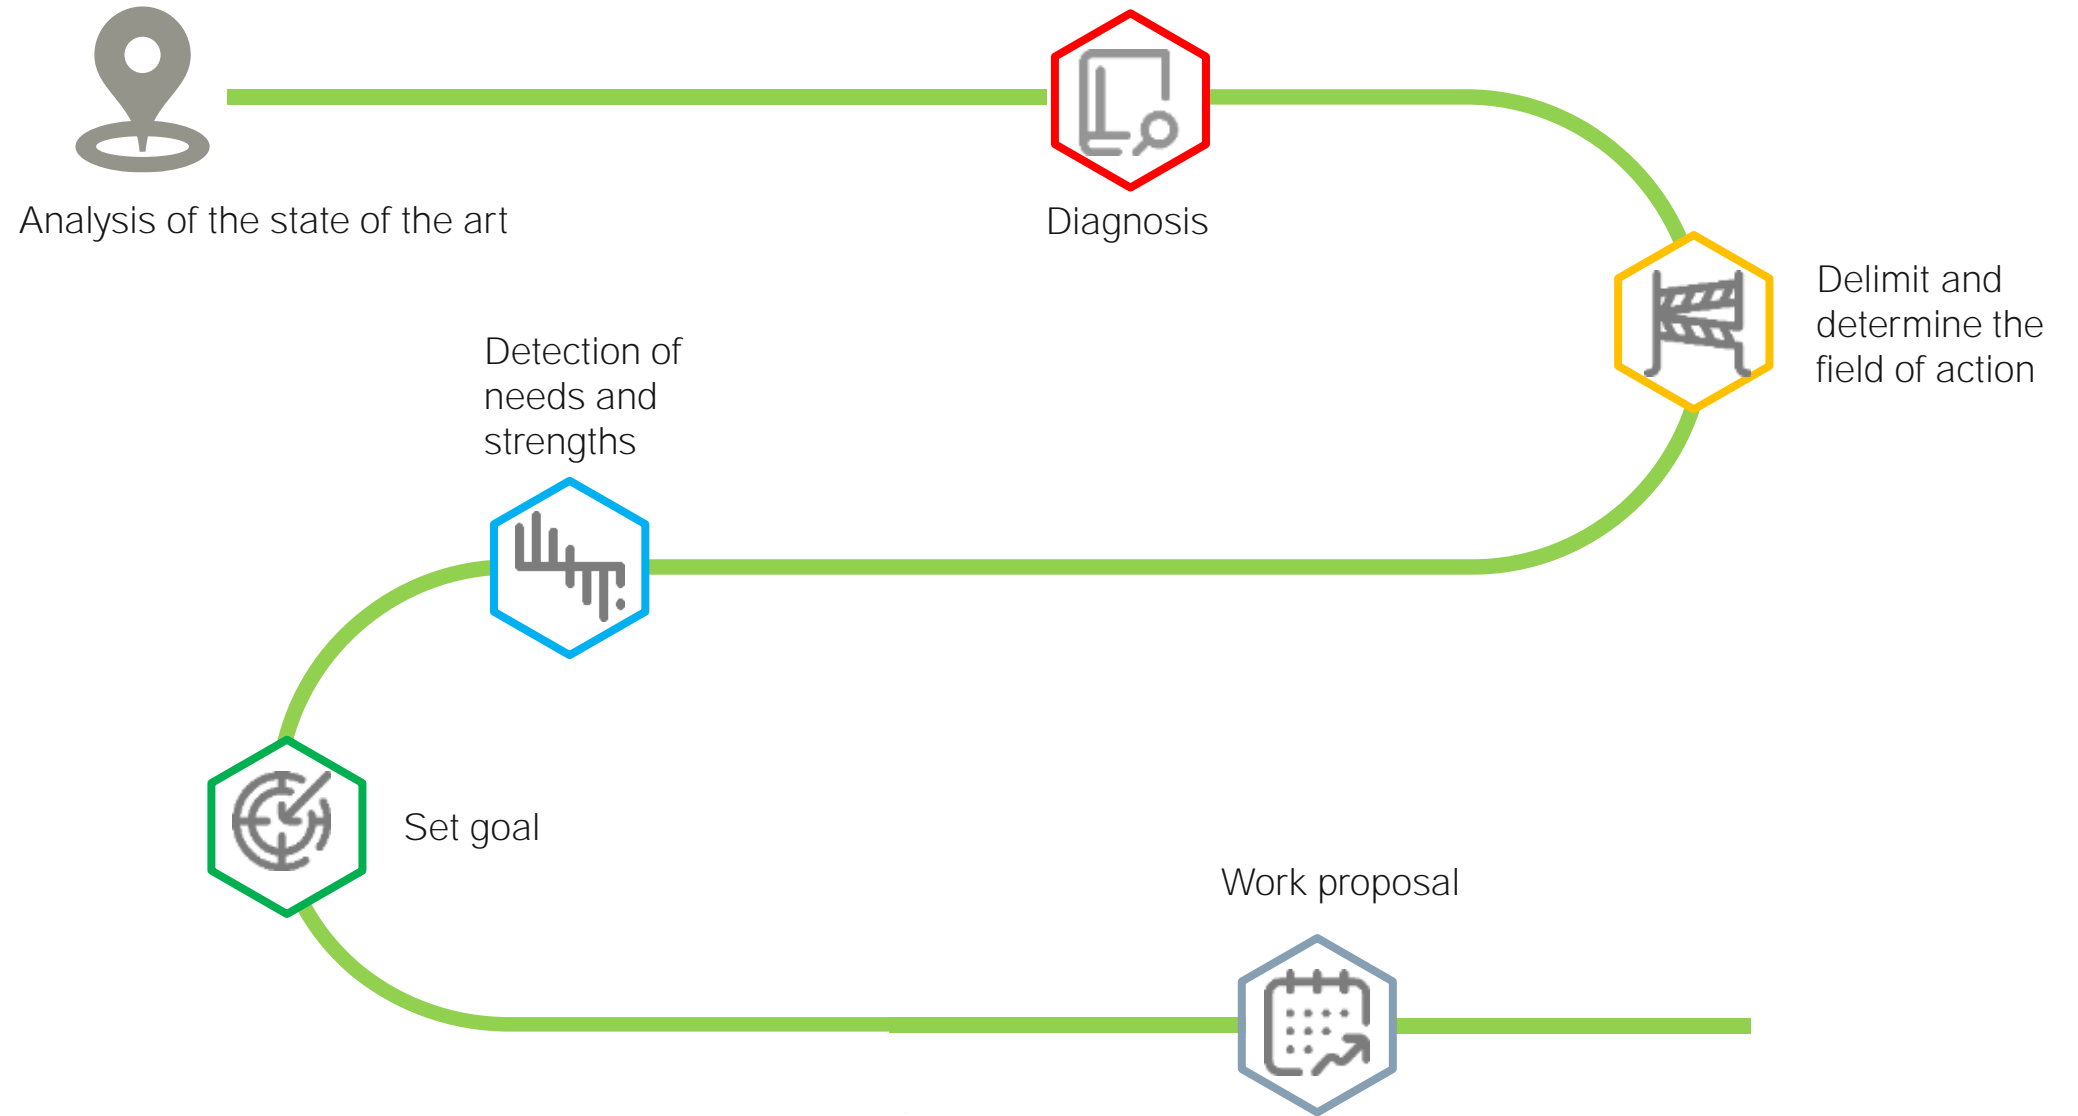 Analysis of the state of the art
Diagnosis
Delimit and
determine the
field of action
Detection of
needs and
strengths
Set goal
Work proposal